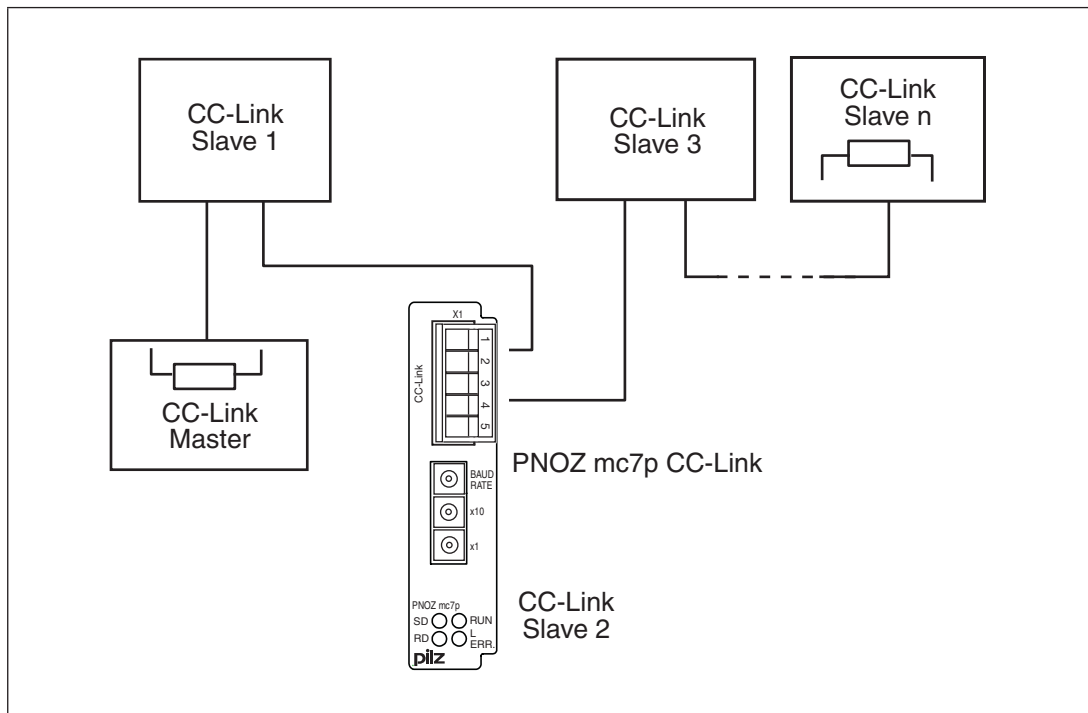 CC-Link
Slave 1
CC-Link
Slave 3
CC-Link
Slave n
CC-Link
Master
X1
CC-Link
1
2
3
4
5
PNOZ mc7p CC-Link
BAUD
RATE
x10
x1
PNOZ mc7p
SD RUN
RD L
ERR.
pilz
CC-Link
Slave 2